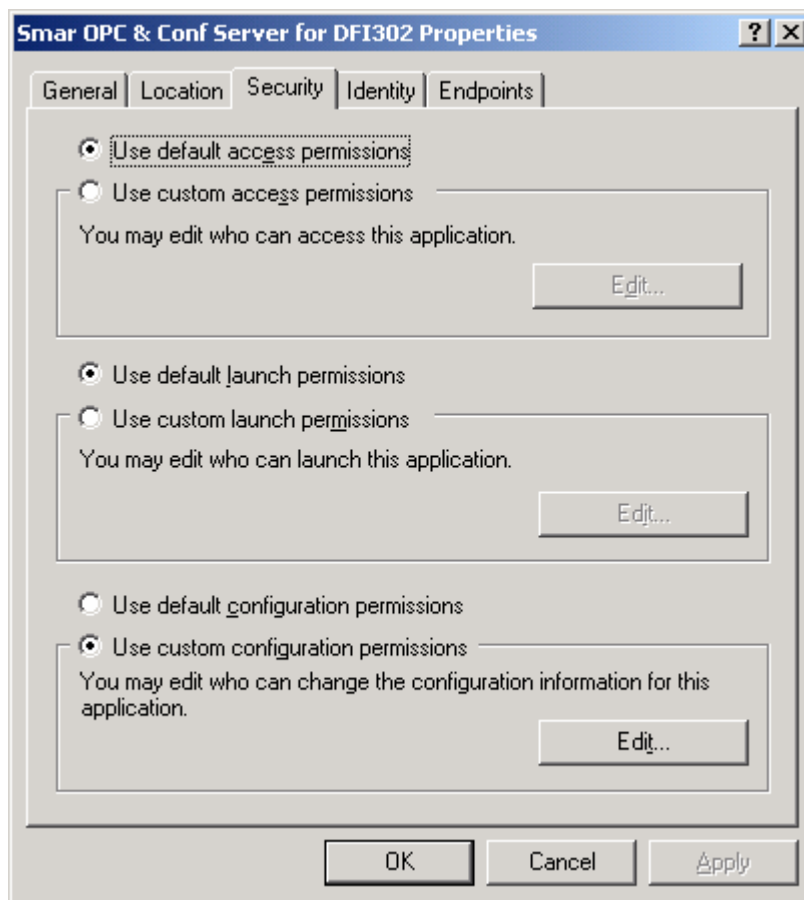 Smar OPC & Conf Server for DFI302 Properties
General Location Security Identity Endpoints
Use default access permissions
Use custom access permissions
You may edit who can access this application.
Edit...
Use default launch permissions
Use custom launch permissions
You may edit who can launch this application.
Edit...
Use default configuration permissions
Use custom configuration permissions
You may edit who can change the configuration information for this
application.
Edit...
OK Cancel Apply